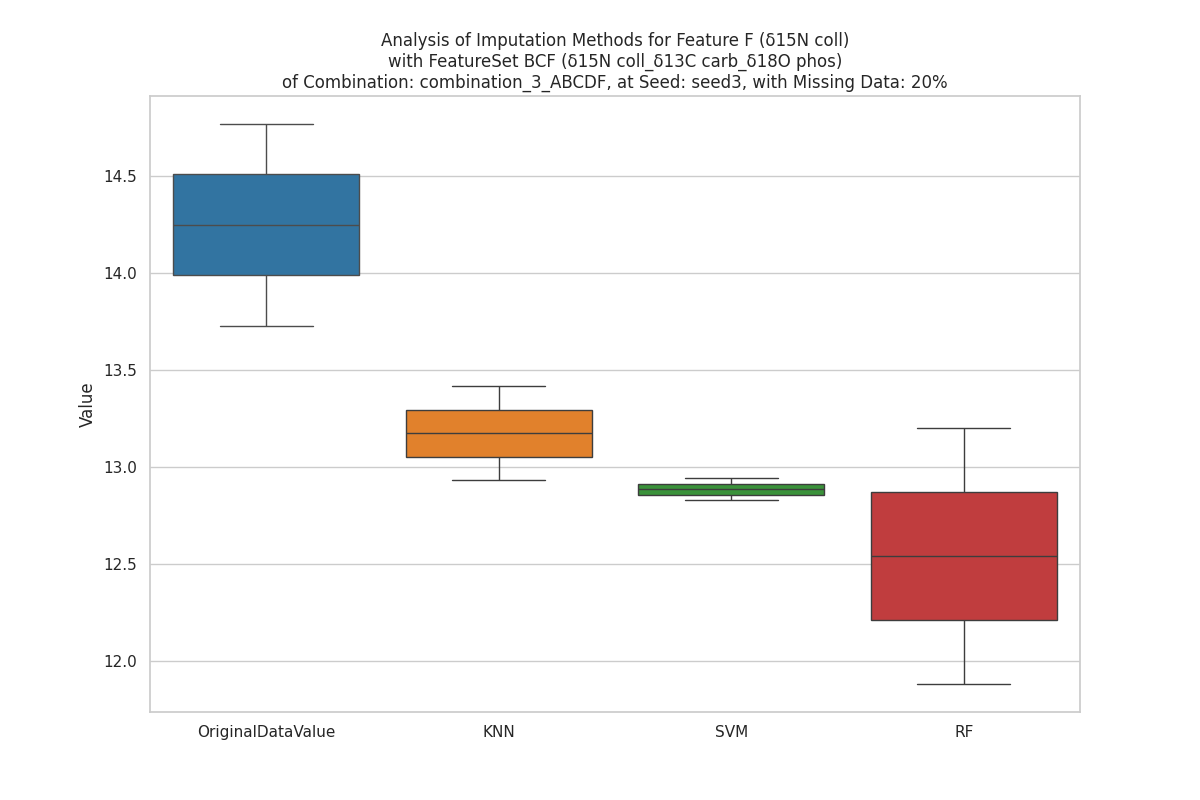 Analysis of Imputation Methods for Feature F (δ15N coll)
with FeatureSet BCF (δ15N coll_δ13C carb_δ18O phos)
of Combination: combination_3_ABCDF, at Seed: seed3, with Missing Data: 20%
14.5
14.0
13.5
13.0
12.5
12.0
Value
OriginalDataValue
KNN
SVM
RF